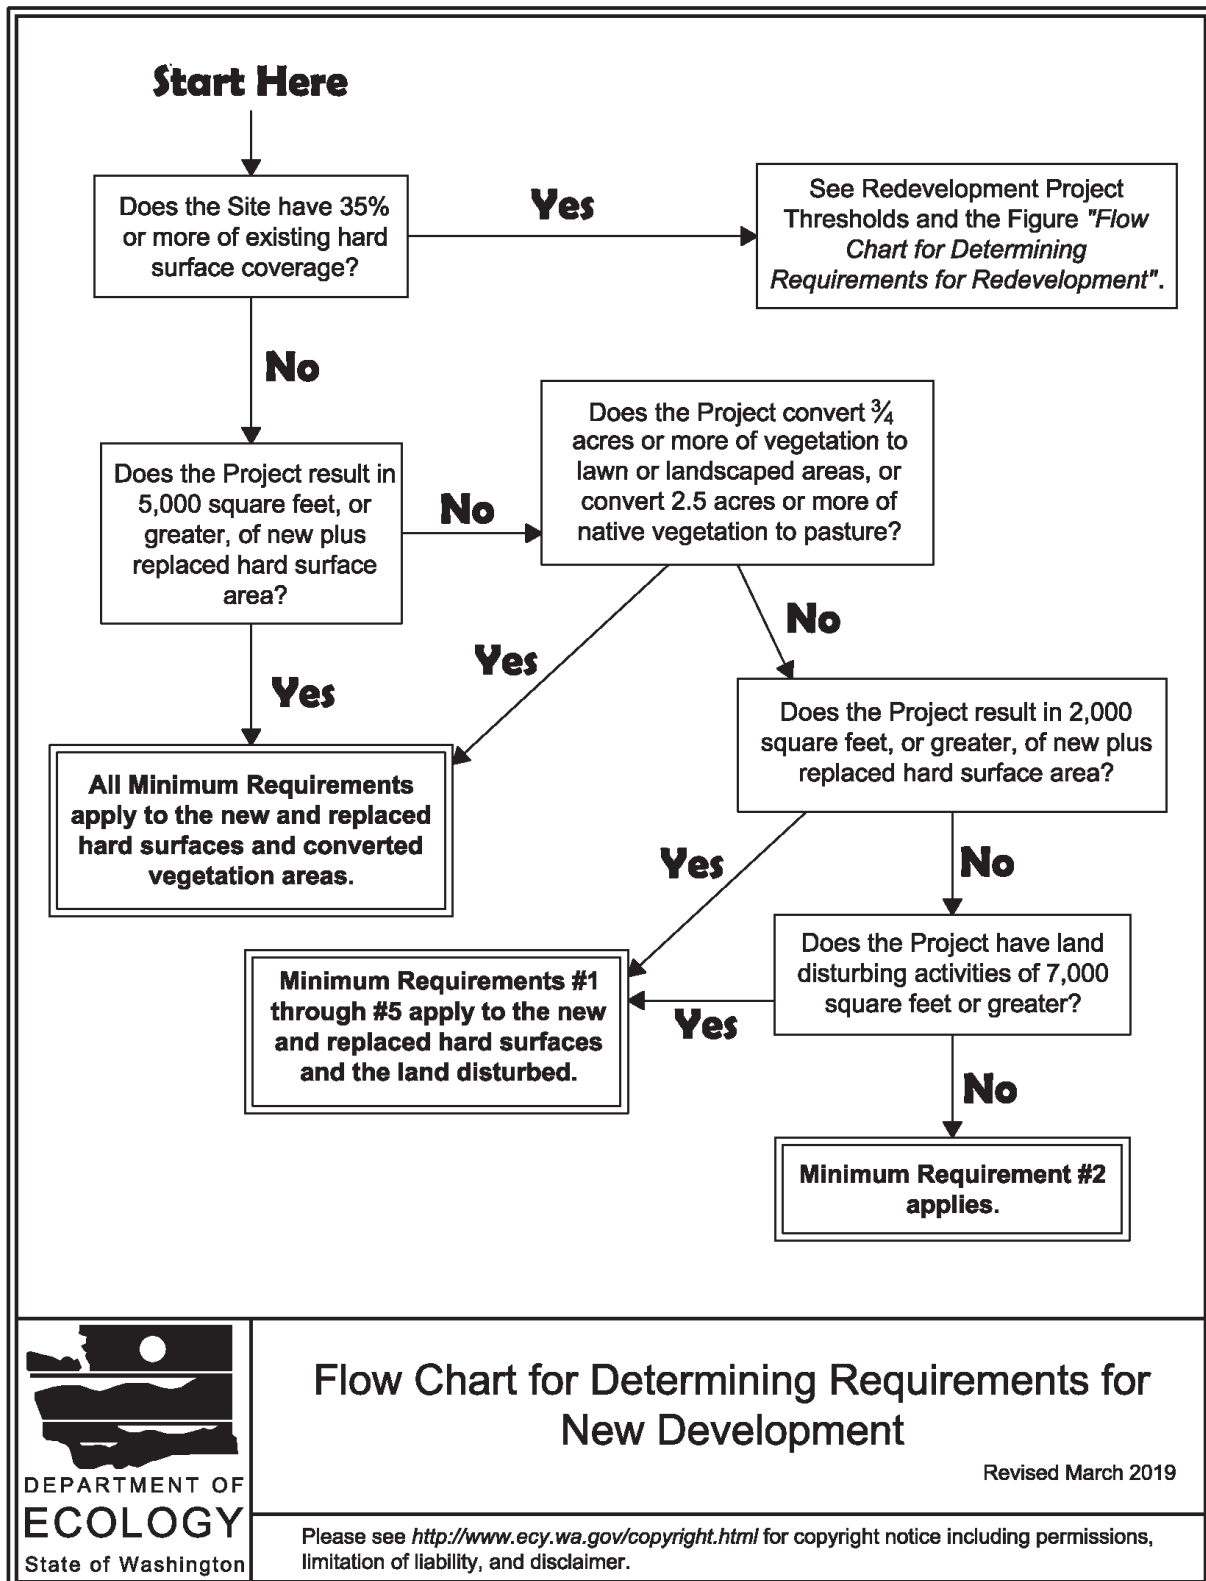 Start Here
Does the Site have 35%
or more of existing hard
surface coverage?
Yes
See Redevelopment Project
Thresholds and the Figure "Flow
Chart for Determining
Requirements for Redevelopment".
No
Does the Project result in
5,000 square feet, or
greater, of new plus
replaced hard surface
area?
No
Does the Project convert ¾
acres or more of vegetation to
lawn or landscaped areas, or
convert 2.5 acres or more of
native vegetation to pasture?
Yes
Yes
No
All Minimum Requirements
apply to the new and replaced
hard surfaces and converted
vegetation areas.
Does the Project result in 2,000
square feet, or greater, of new plus
replaced hard surface area?
Yes
No
Minimum Requirements #1
through #5 apply to the new
and replaced hard surfaces
and the land disturbed.
Does the Project have land
disturbing activities of 7,000
square feet or greater?
Yes
No
Minimum Requirement #2
applies.
DEPARTMENT OF
ECOLOGY
State of Washington
Flow Chart for Determining Requirements for
New Development
Revised March 2019
Please see http://www.ecy.wa.gov/copyright.html for copyright notice including permissions,
limitation of liability, and disclaimer.